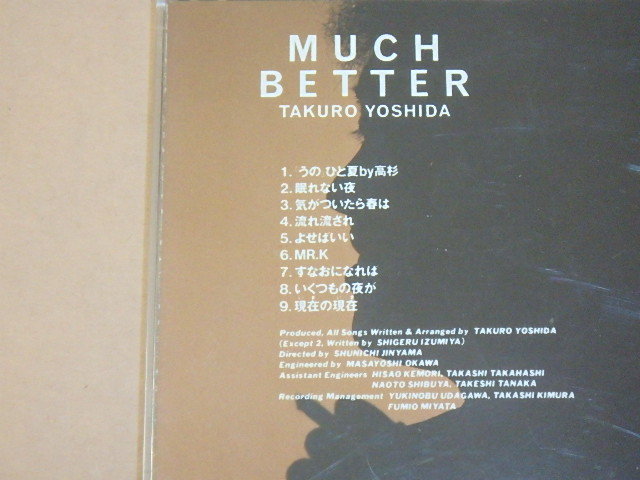 MUCH
BETTER
TAKURO YOSHIDA
1. うの ひと夏by高杉
2. 眠れない夜
3. 気がついたら春は
4. 流れ流され
5. よせばいい
6. MR.K
7. すなおになれは
8. いくつもの夜が
9. 現在の現在
Produced, All Songs Written & Arranged by TAKURO YOSHIDA
(Except 2, Written by SHIGERU IZUMIYA)
Directed by SHUNICHI JINYAMA
Engineered by MASAYOSHI OKAWA
Assistant Engineers HISAO KEMORI, TAKASHI TAKAHASHI
NAOTO SHIBUYA, TAKESHI TANAKA
Recording Management YUKINOBU UDAGAWA, TAKASHI KIMURA
FUMIO MIYATA